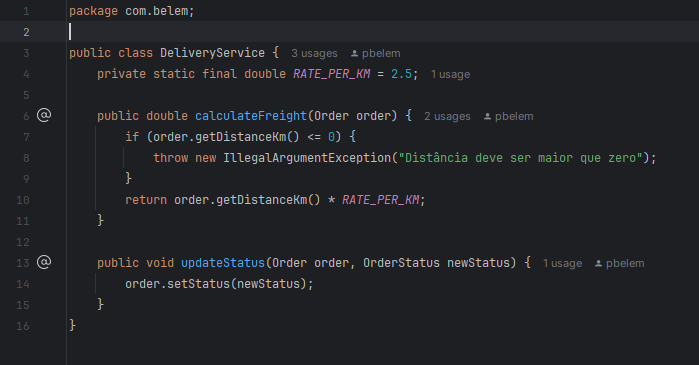 1 package com.belem;
2
3 public class DeliveryService { 3 usages pbelem
4 private static final double RATE_PER_KM = 2.5; 1 usage
5
6 @ public double calculateFreight(Order order) { 2 usages pbelem
7 if (order.getDistanceKm() <= 0) {
8 throw new IllegalArgumentException("Distância deve ser maior que zero");
9 }
10 return order.getDistanceKm() * RATE_PER_KM;
11 }
12
13 @ public void updateStatus(Order order, OrderStatus newStatus) { 1 usage pbelem
14 order.setStatus(newStatus);
15 }
16 }